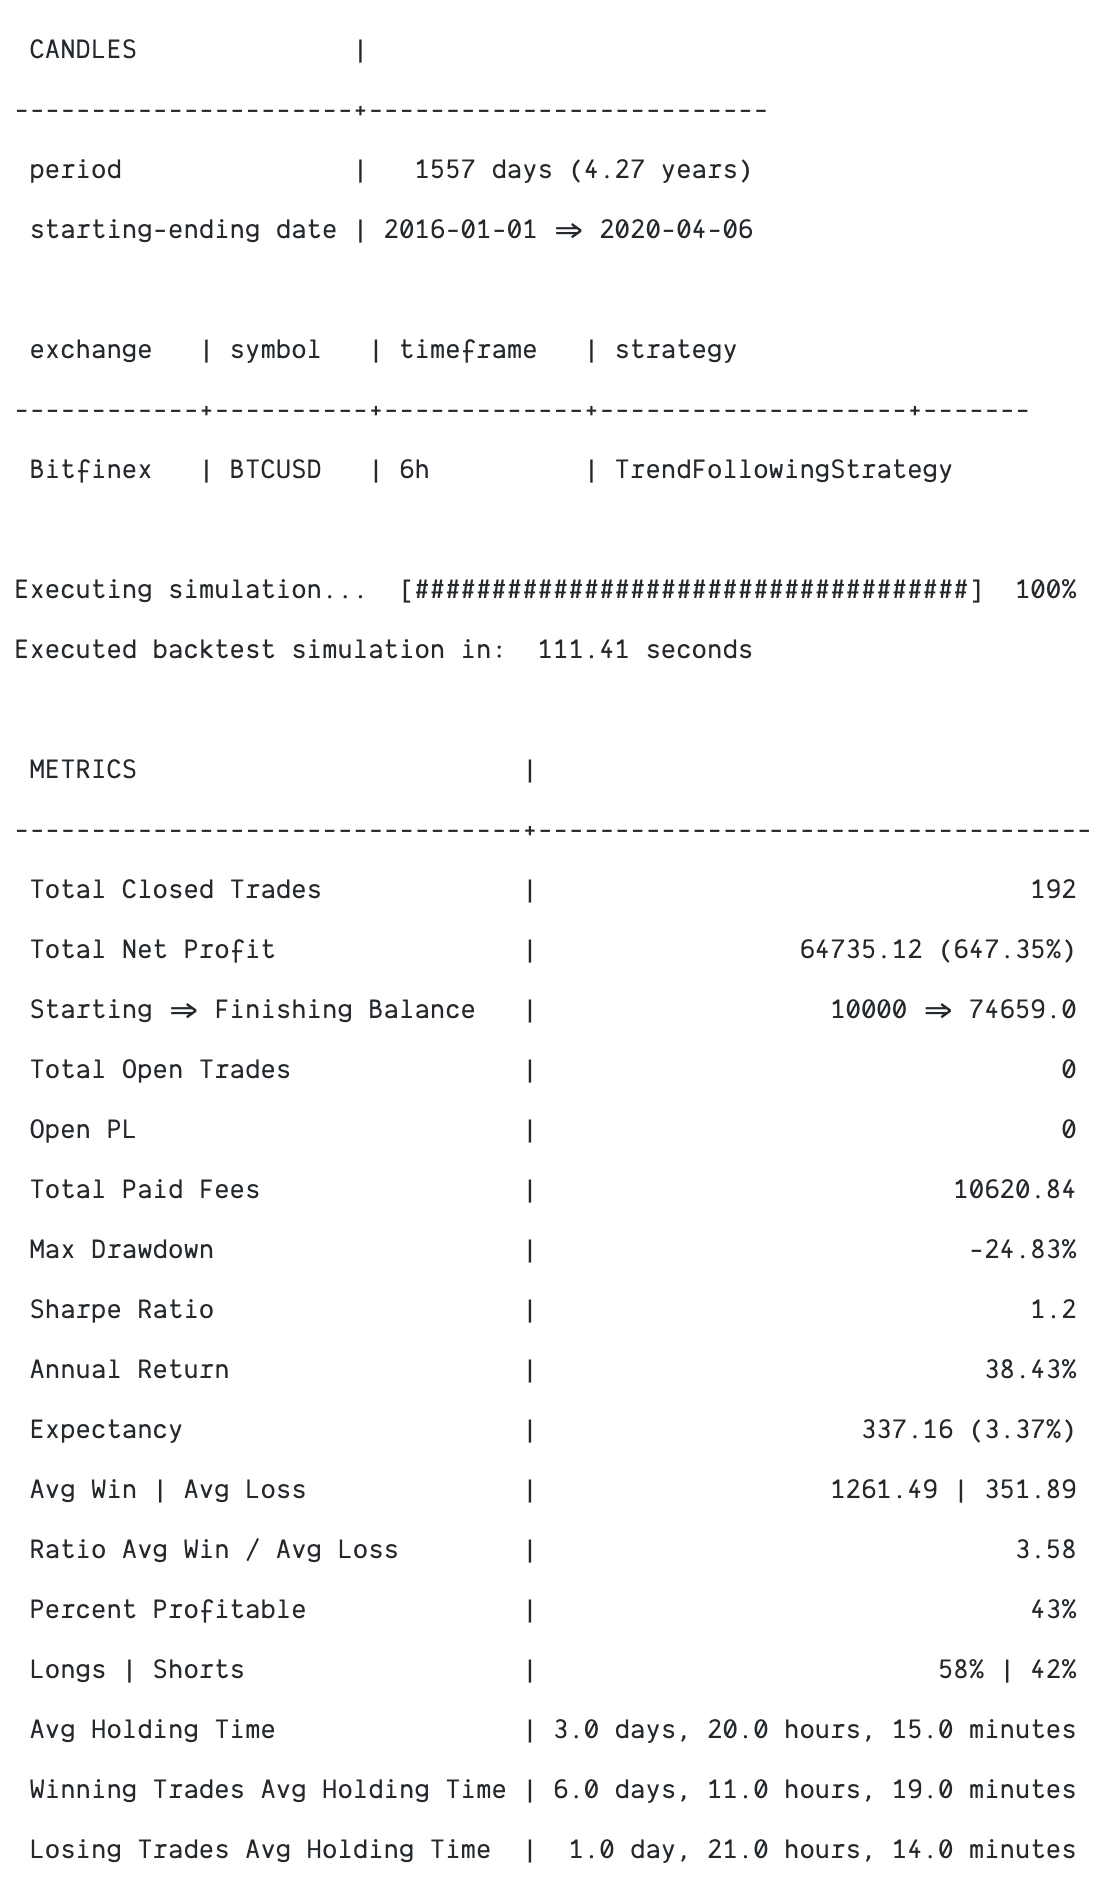 CANDLES |
----------------------+--------------------------
period | 1557 days (4.27 years)
starting-ending date | 2016-01-01 => 2020-04-06
exchange | symbol | timeframe | strategy
------------+----------+-------------+--------------------+-------
Bitfinex | BTCUSD | 6h | TrendFollowingStrategy
Executing simulation... [####################################] 100%
Executed backtest simulation in: 111.41 seconds
METRICS |
---------------------------------+------------------------------------
Total Closed Trades | 192
Total Net Profit | 64735.12 (647.35%)
Starting => Finishing Balance | 10000 => 74659.0
Total Open Trades | 0
Open PL | 0
Total Paid Fees | 10620.84
Max Drawdown | -24.83%
Sharpe Ratio | 1.2
Annual Return | 38.43%
Expectancy | 337.16 (3.37%)
Avg Win | Avg Loss | 1261.49 | 351.89
Ratio Avg Win / Avg Loss | 3.58
Percent Profitable | 43%
Longs | Shorts | 58% | 42%
Avg Holding Time | 3.0 days, 20.0 hours, 15.0 minutes
Winning Trades Avg Holding Time | 6.0 days, 11.0 hours, 19.0 minutes
Losing Trades Avg Holding Time | 1.0 day, 21.0 hours, 14.0 minutes